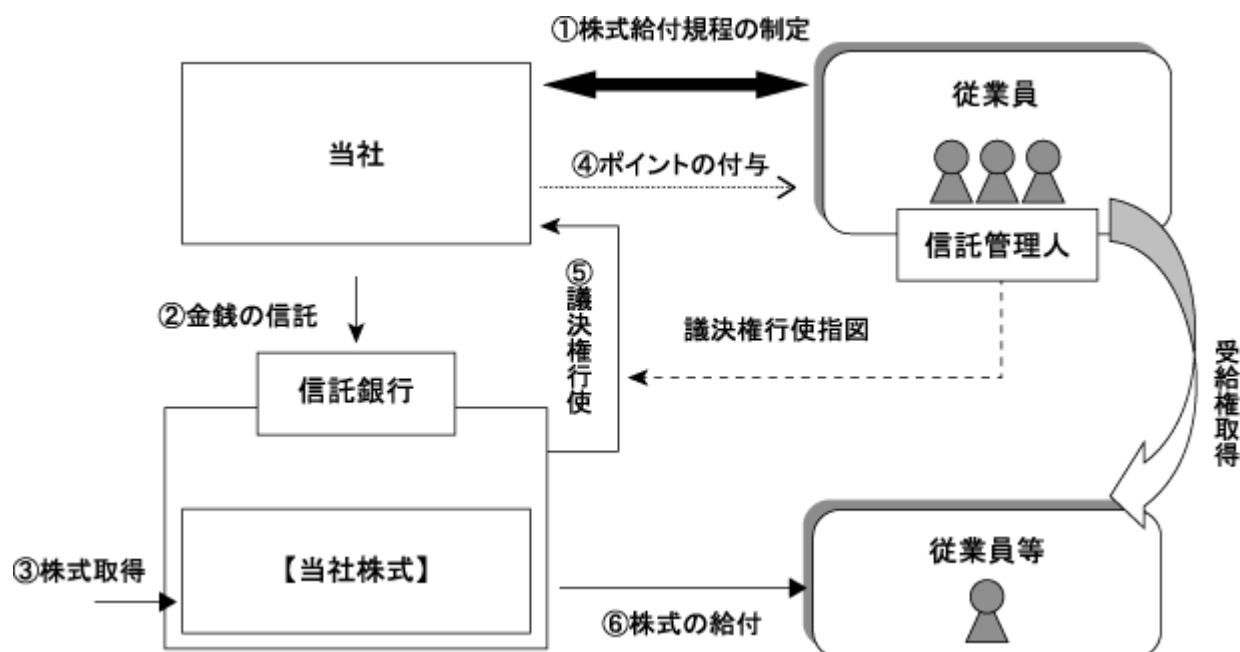 ①株式給付規程の制定
当社
従業員
④ポイントの付与
信託管理人
②金銭の信託
⑤議決権行使
議決権行使指図
受給権取得
信託銀行
③株式取得
【当社株式】
従業員等
⑥株式の給付